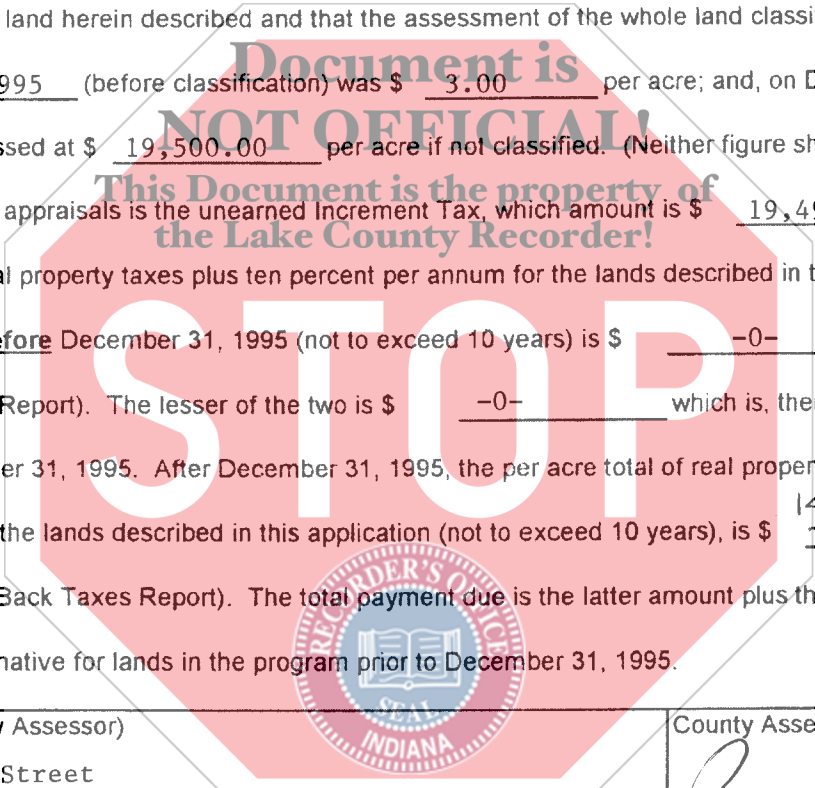 land herein described and that the assessment of the whole land classi
995 (before classification) was $ 3.00 per acre; and, on D
ssed at $ 19,500.00 per acre if not classified. (Neither figure sh
appraisals is the unearned Increment Tax, which amount is $ 19,49
al property taxes plus ten percent per annum for the lands described in t
efore December 31, 1995 (not to exceed 10 years) is $ -0-
Report). The lesser of the two is $ -0- which is, the
er 31, 1995. After December 31, 1995, the per acre total of real proper
14
the lands described in this application (not to exceed 10 years), is $
Back Taxes Report). The total payment due is the latter amount plus th
native for lands in the program prior to December 31, 1995.
Assessor)
County Asse
Street
Document is
NOT OFFICIAL!
This Document is the property of
the Lake County Recorder!
STOP
RECORDER'S OFFICE
SEAL
INDIANA